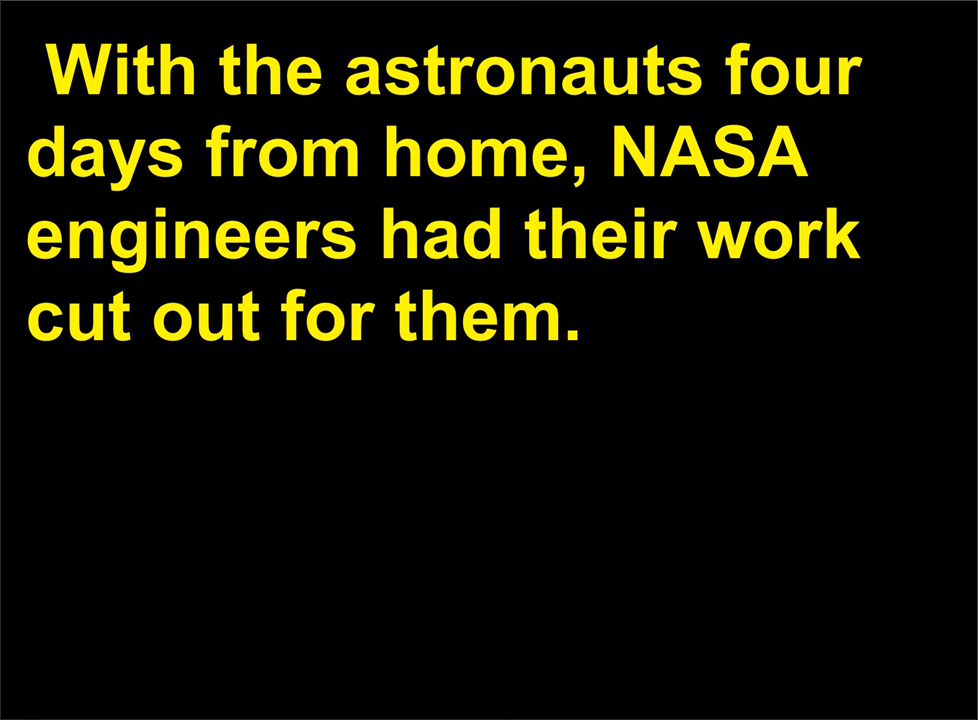 With the astronauts four
days from home, NASA
engineers had their work
cut out for them.